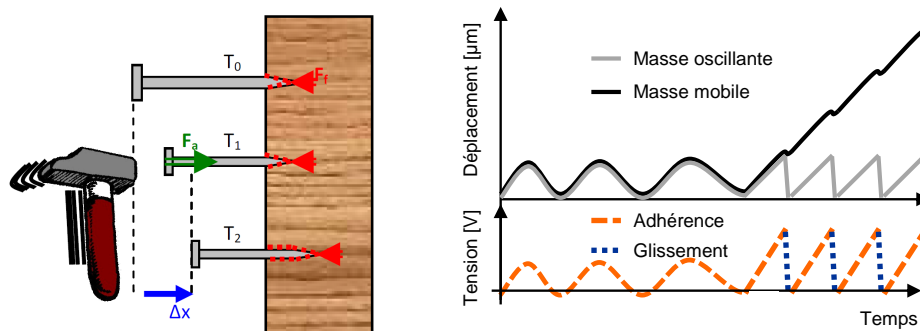 T0
Ff
Fa
T1
T2
Δx
Déplacement [µm]
Masse oscillante
Masse mobile
Tension [V]
Adhérence
Glissement
Temps